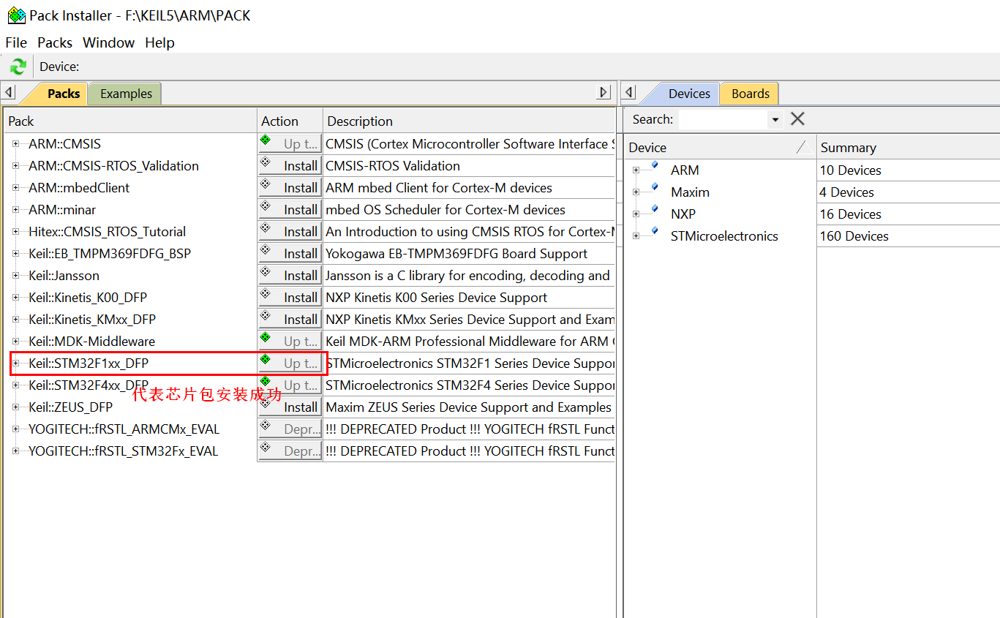 Pack Installer - F:\KEIL5\ARM\PACK
File Packs Window Help
Device:
Packs Examples
Devices Boards
Search:
Pack Action Description
ARM::CMSIS Up t... CMSIS (Cortex Microcontroller Software Interface S
ARM::CMSIS-RTOS_Validation Install CMSIS-RTOS Validation
ARM::mbedClient Install ARM mbed Client for Cortex-M devices
ARM::minar Install mbed OS Scheduler for Cortex-M devices
Hitex::CMSIS_RTOS_Tutorial Install An Introduction to using CMSIS RTOS for Cortex-M
Keil::EB_TMPM369FDFG_BSP Install Yokogawa EB-TMPM369FDFG Board Support
Keil::Jansson Install Jansson is a C library for encoding, decoding and
Keil::Kinetis_K00_DFP Install NXP Kinetis K00 Series Device Support
Keil::Kinetis_KMxx_DFP Install NXP Kinetis KMxx Series Device Support and Exam
Keil::MDK-Middleware Up t... Keil MDK-ARM Professional Middleware for ARM C
Keil::STM32F1xx_DFP Up t... STMicroelectronics STM32F1 Series Device Suppor
Keil::STM32F4xx_DFP Up t... STMicroelectronics STM32F4 Series Device Suppor
代表芯片包安装成功
Keil::ZEUS_DFP Install Maxim ZEUS Series Device Support and Examples
YOGITECH::fRSTL_ARMCMx_EVAL Depr... !!! DEPRECATED Product !!! YOGITECH fRSTL Funct
YOGITECH::fRSTL_STM32Fx_EVAL Depr... !!! DEPRECATED Product !!! YOGITECH fRSTL Funct
Device Summary
ARM 10 Devices
Maxim 4 Devices
NXP 16 Devices
STMicroelectronics 160 Devices